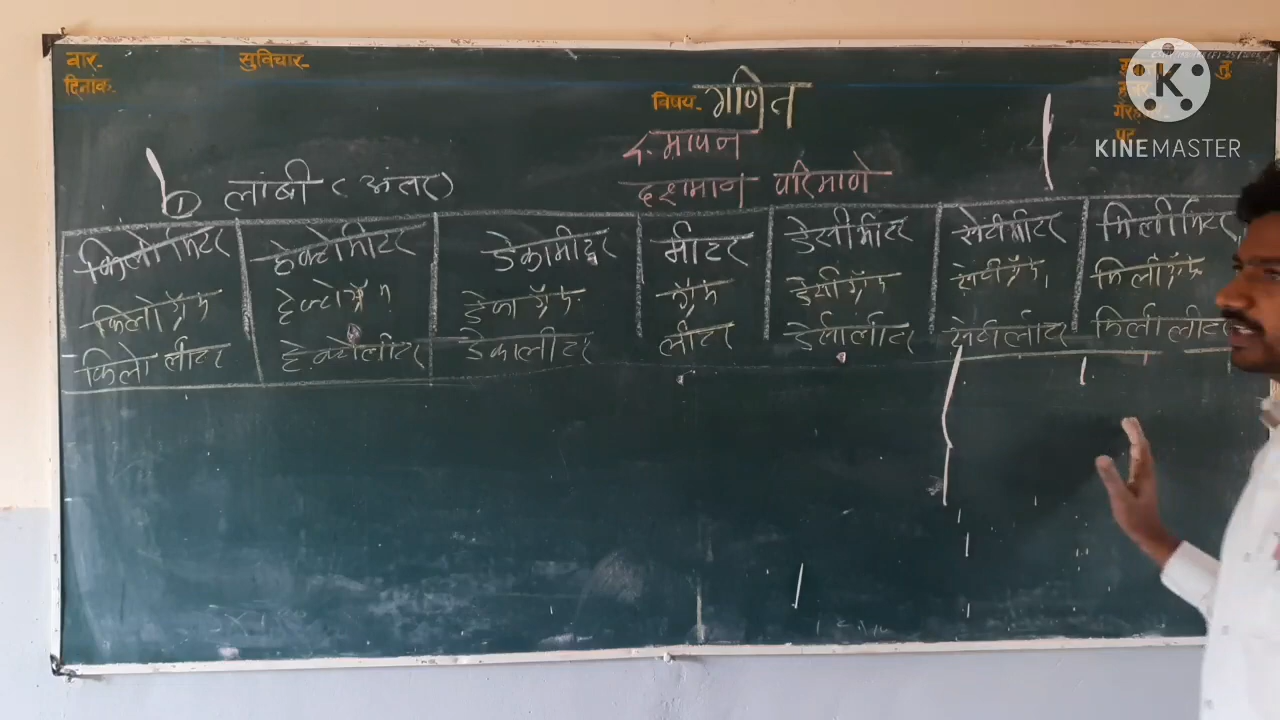 वार-
सुविचार-
दिनांक-
विषय- गणित
KINEMASTER
मापन
दशमान परिमाणे
① लांबी (अंतर)
किलोमीटर हेक्टोमीटर डेकामीटर मीटर डेसीमीटर सेंटीमीटर मिलीमिटर
किलोग्रॅम हेक्टोग्रॅम डेकाग्रॅम ग्रॅम डेसीग्रॅम सेंटीग्रॅम मिलीग्रॅम
किलो लीटर हेक्टोलीटर डेकालीटर लीटर डेसीलीटर सेंटीलीटर मिलीलीटर